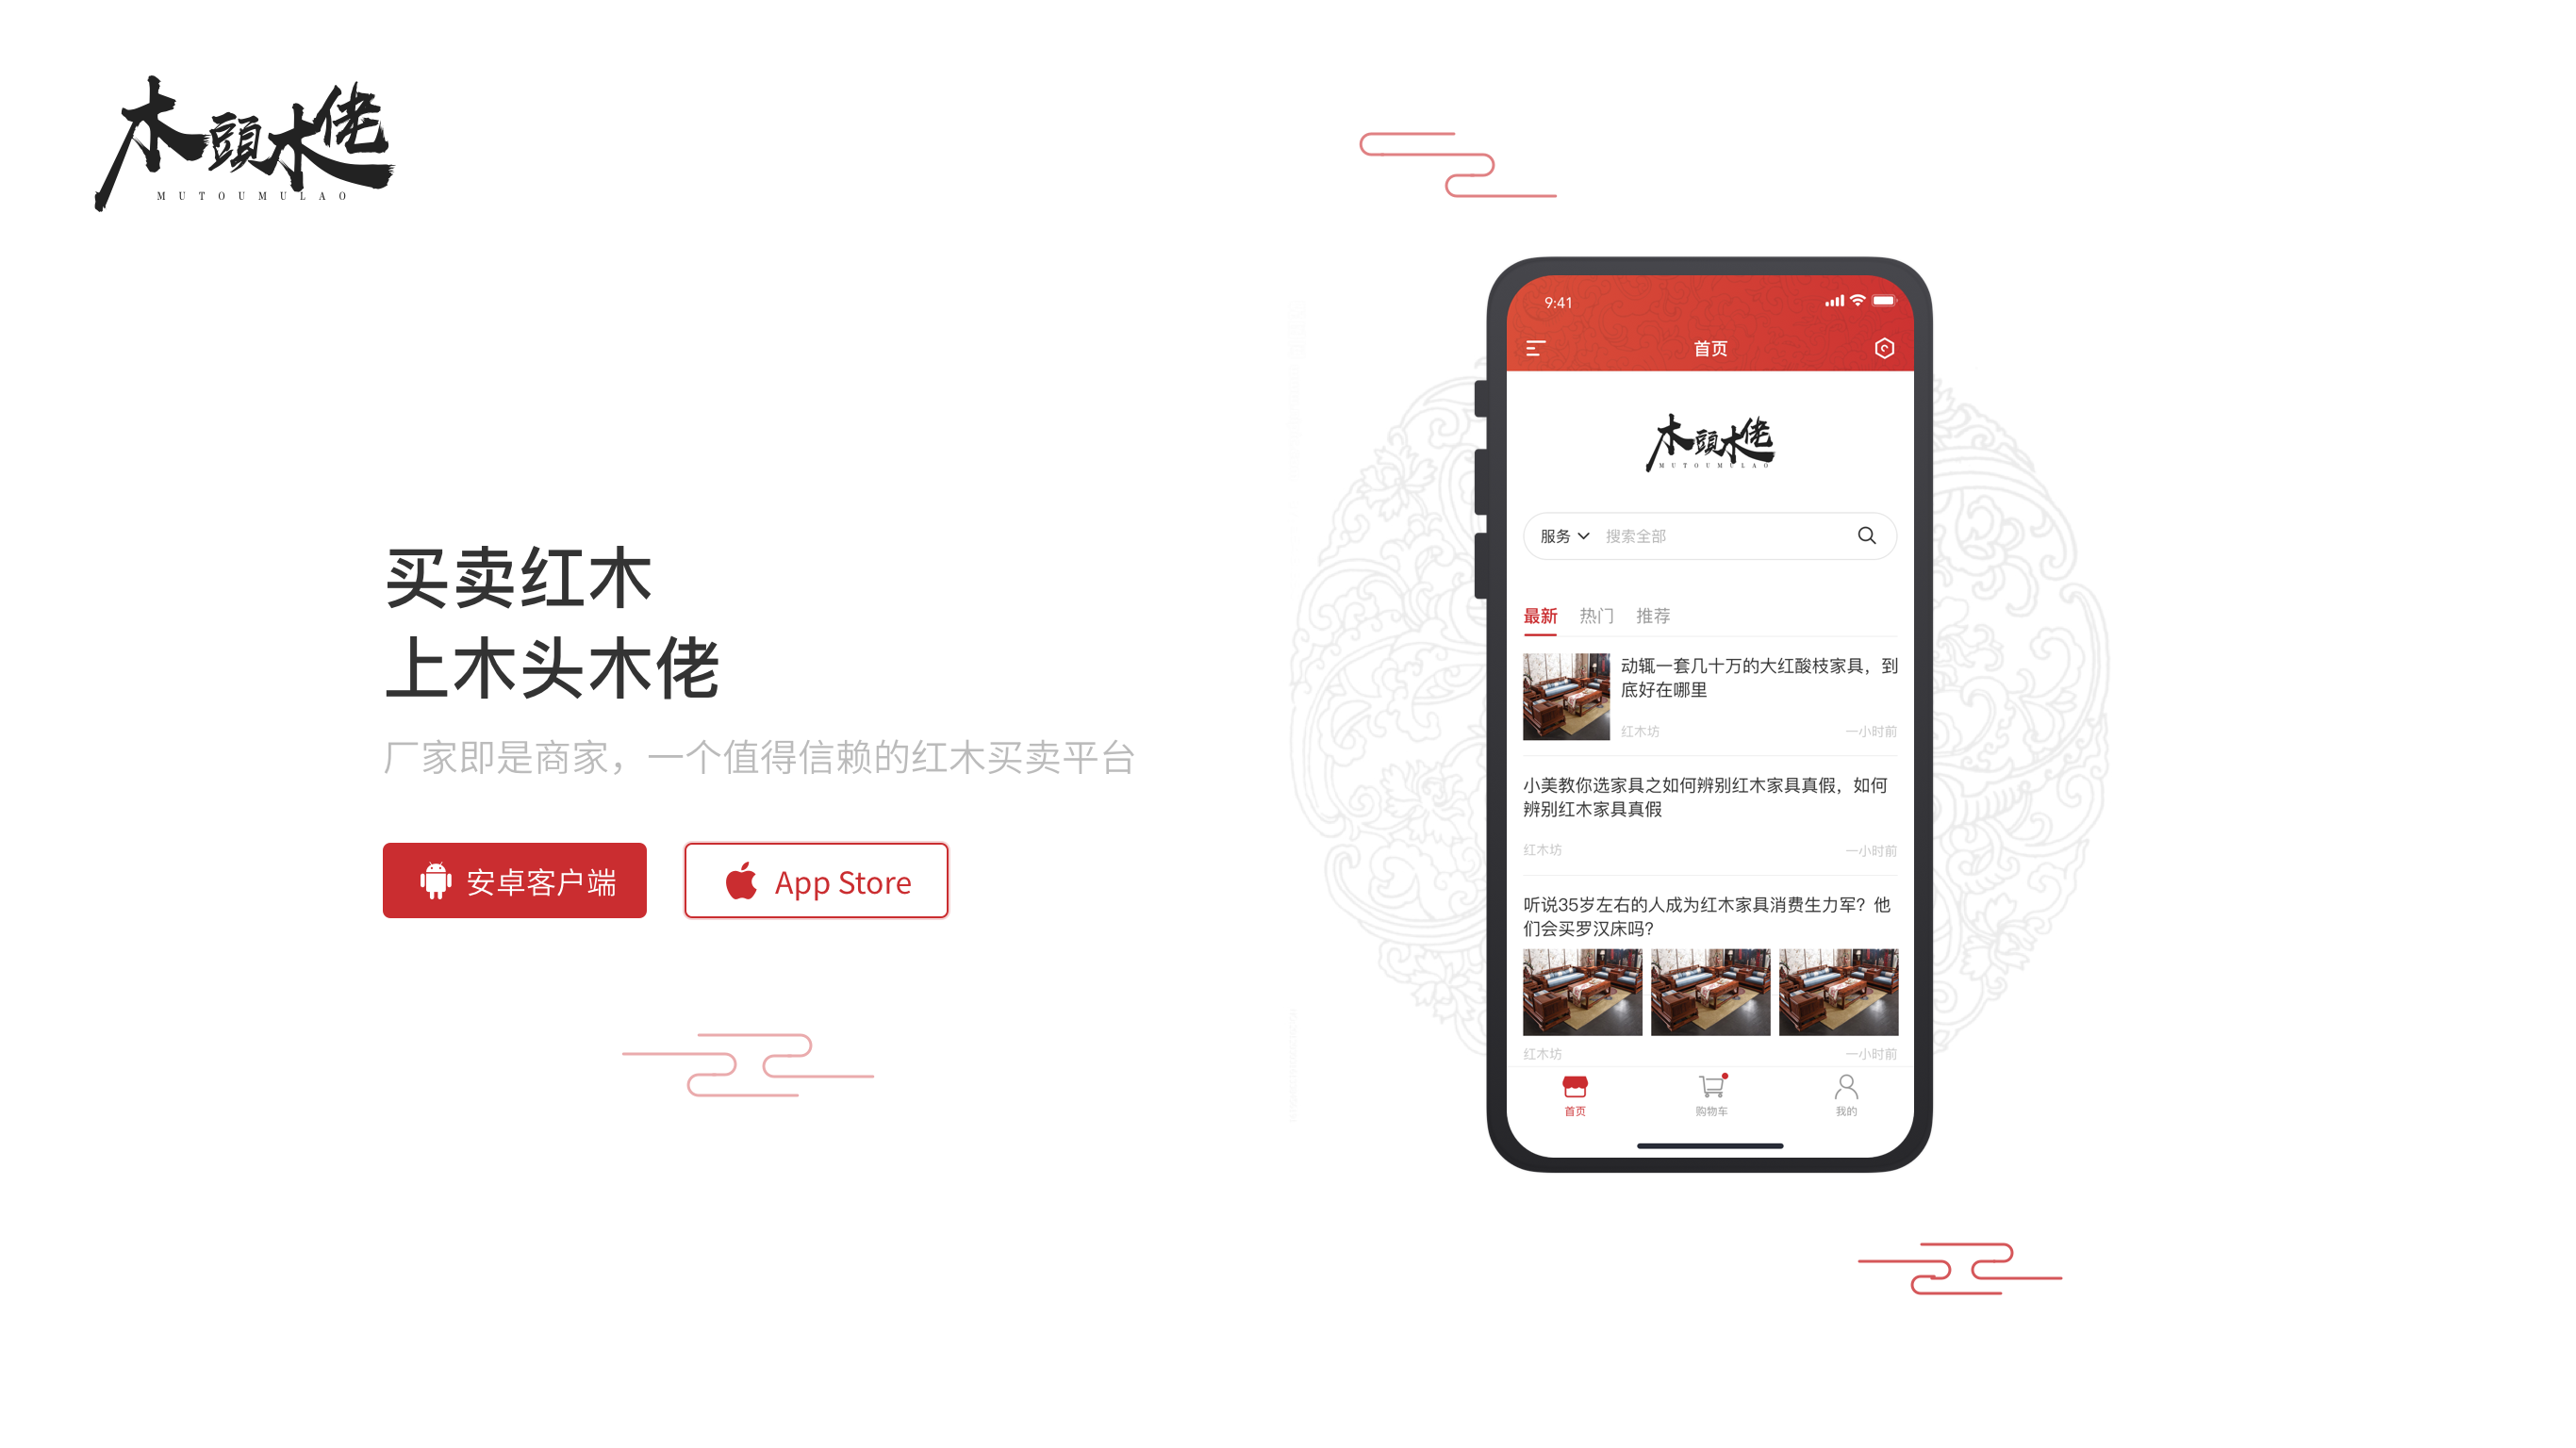 木頭木佬
MUTOUMULAO
买卖红木
上木头木佬
厂家即是商家，一个值得信赖的红木买卖平台
安卓客户端
App Store
9:41
首页
木頭木佬
MUTOUMULAO
服务 搜索全部
最新 热门 推荐
动辄一套几十万的大红酸枝家具，到
底好在哪里
红木坊 一小时前
小美教你选家具之如何辨别红木家具真假，如何
辨别红木家具真假
红木坊 一小时前
听说35岁左右的人成为红木家具消费生力军？他
们会买罗汉床吗？
红木坊 一小时前
首页 购物车 我的